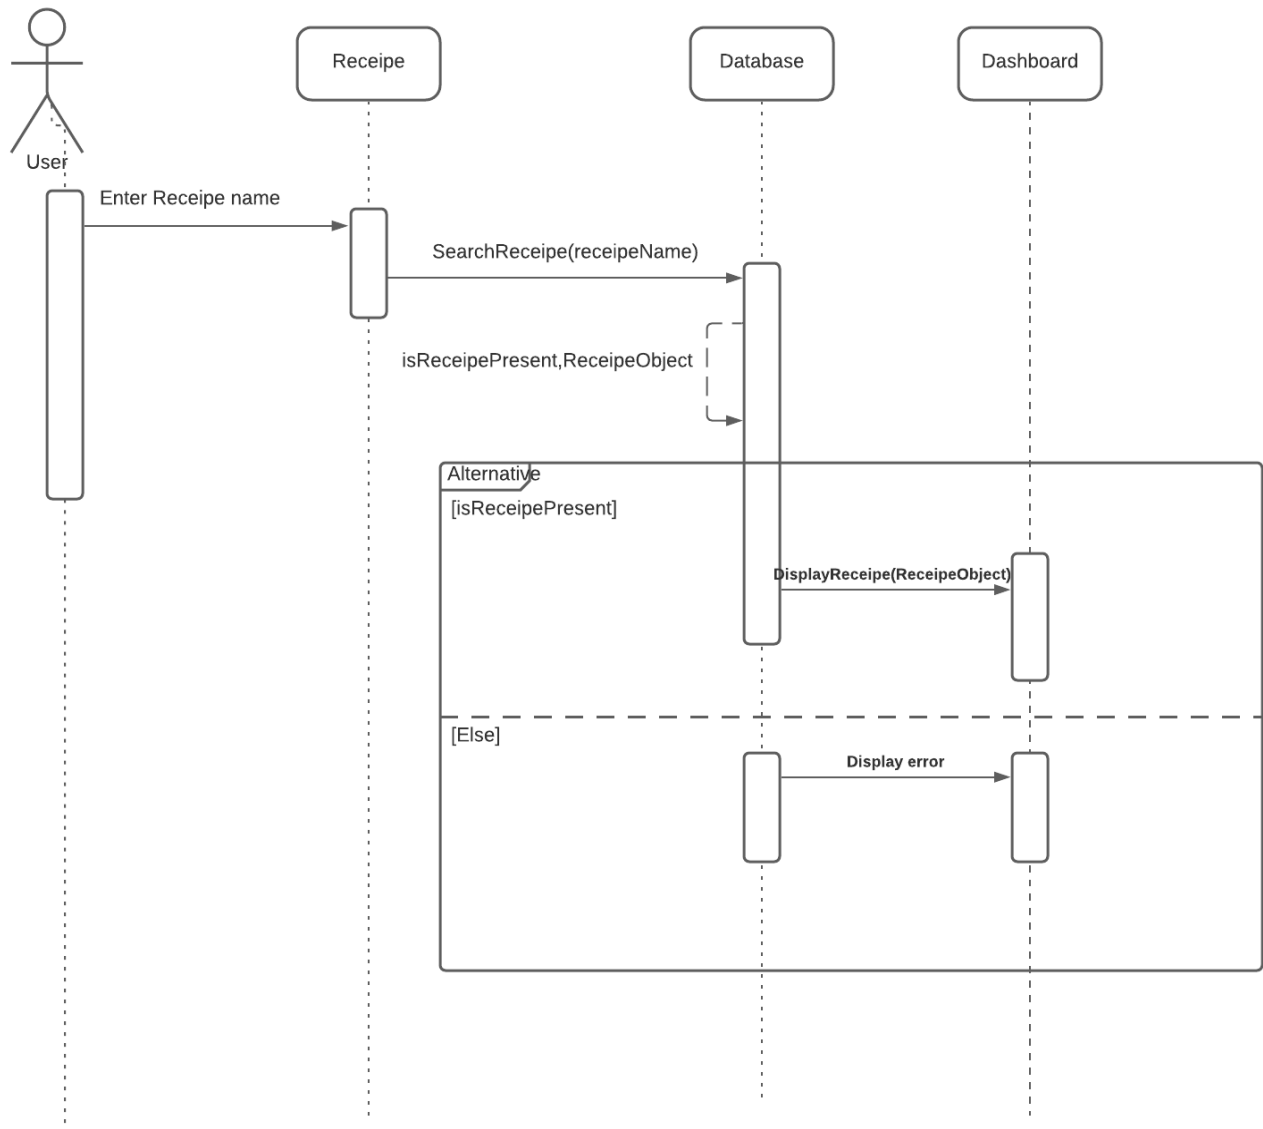 Receipe
Database
Dashboard
User
Enter Receipe name
SearchReceipe(receipeName)
isReceipePresent,ReceipeObject
Alternative
[isReceipePresent]
DisplayReceipe(ReceipeObject)
[Else]
Display error